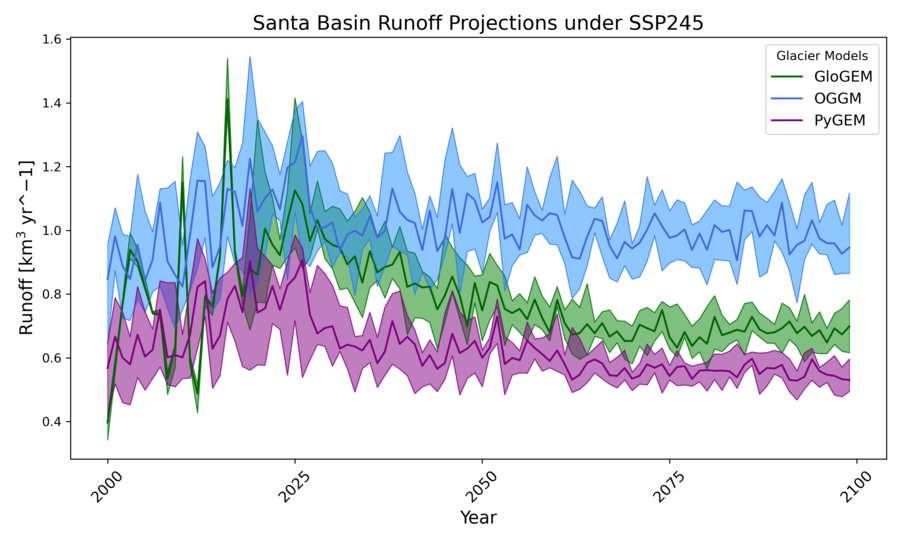 Santa Basin Runoff Projections under SSP245
Glacier Models
GloGEM
OGGM
PyGEM
Runoff [km³ yr^−1]
1.6
1.4
1.2
1.0
0.8
0.6
0.4
2000
2025
2050
2075
2100
Year